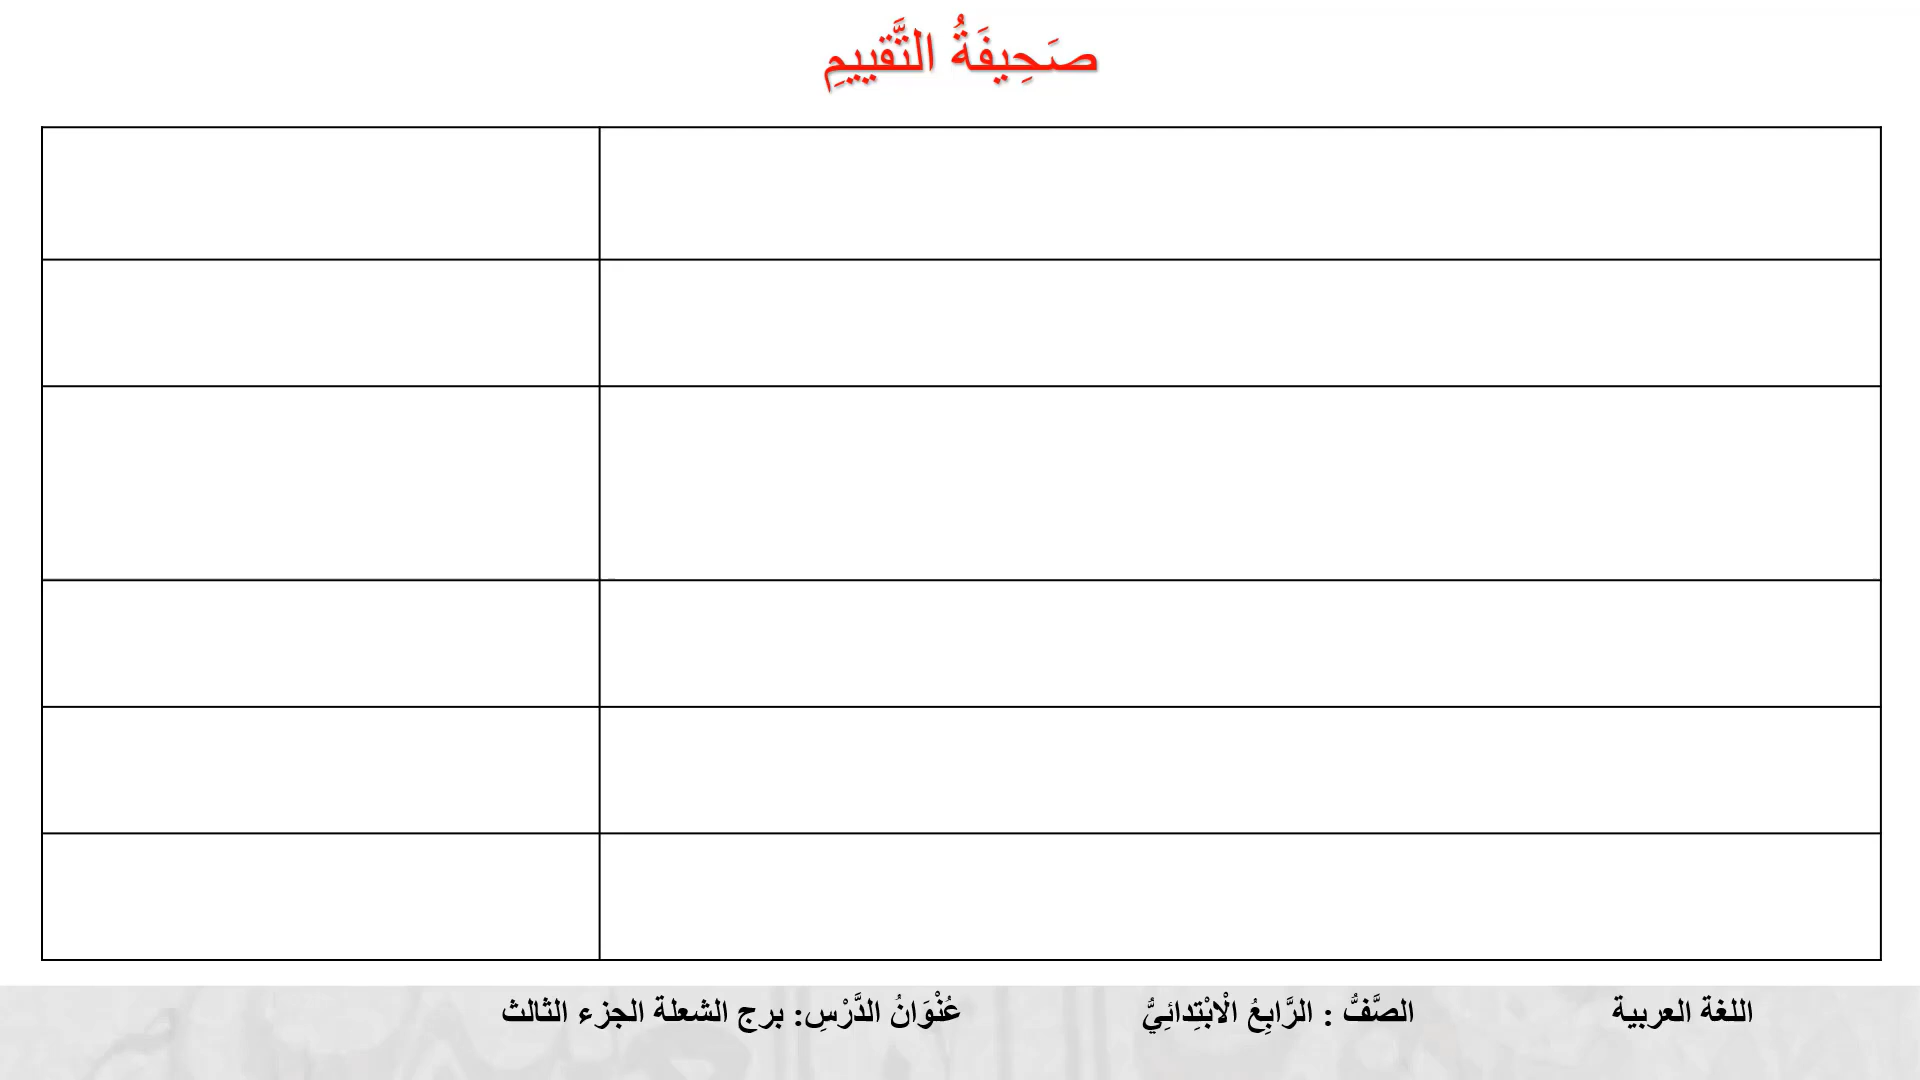 صَحِيفَةُ التَّقييمِ
اللغة العربية الصَّفُّ : الرَّابِعُ الْابْتِدائِيُّ عُنْوَانُ الدَّرْسِ: برج الشعلة الجزء الثالث